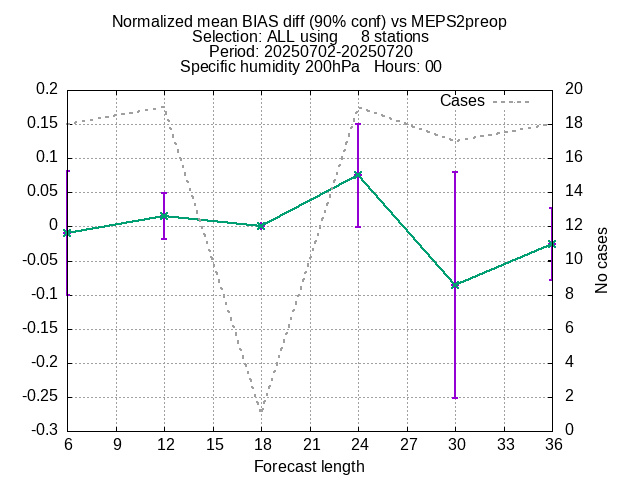 Normalized mean BIAS diff (90% conf) vs MEPS2preop
Selection: ALL using     8 stations
Period: 20250702-20250720
Specific humidity 200hPa   Hours: 00
Cases
0.2
0.15
0.1
0.05
0
-0.05
-0.1
-0.15
-0.2
-0.25
-0.3
20
18
16
14
12
10
8
6
4
2
0
No cases
6 9 12 15 18 21 24 27 30 33 36
Forecast length